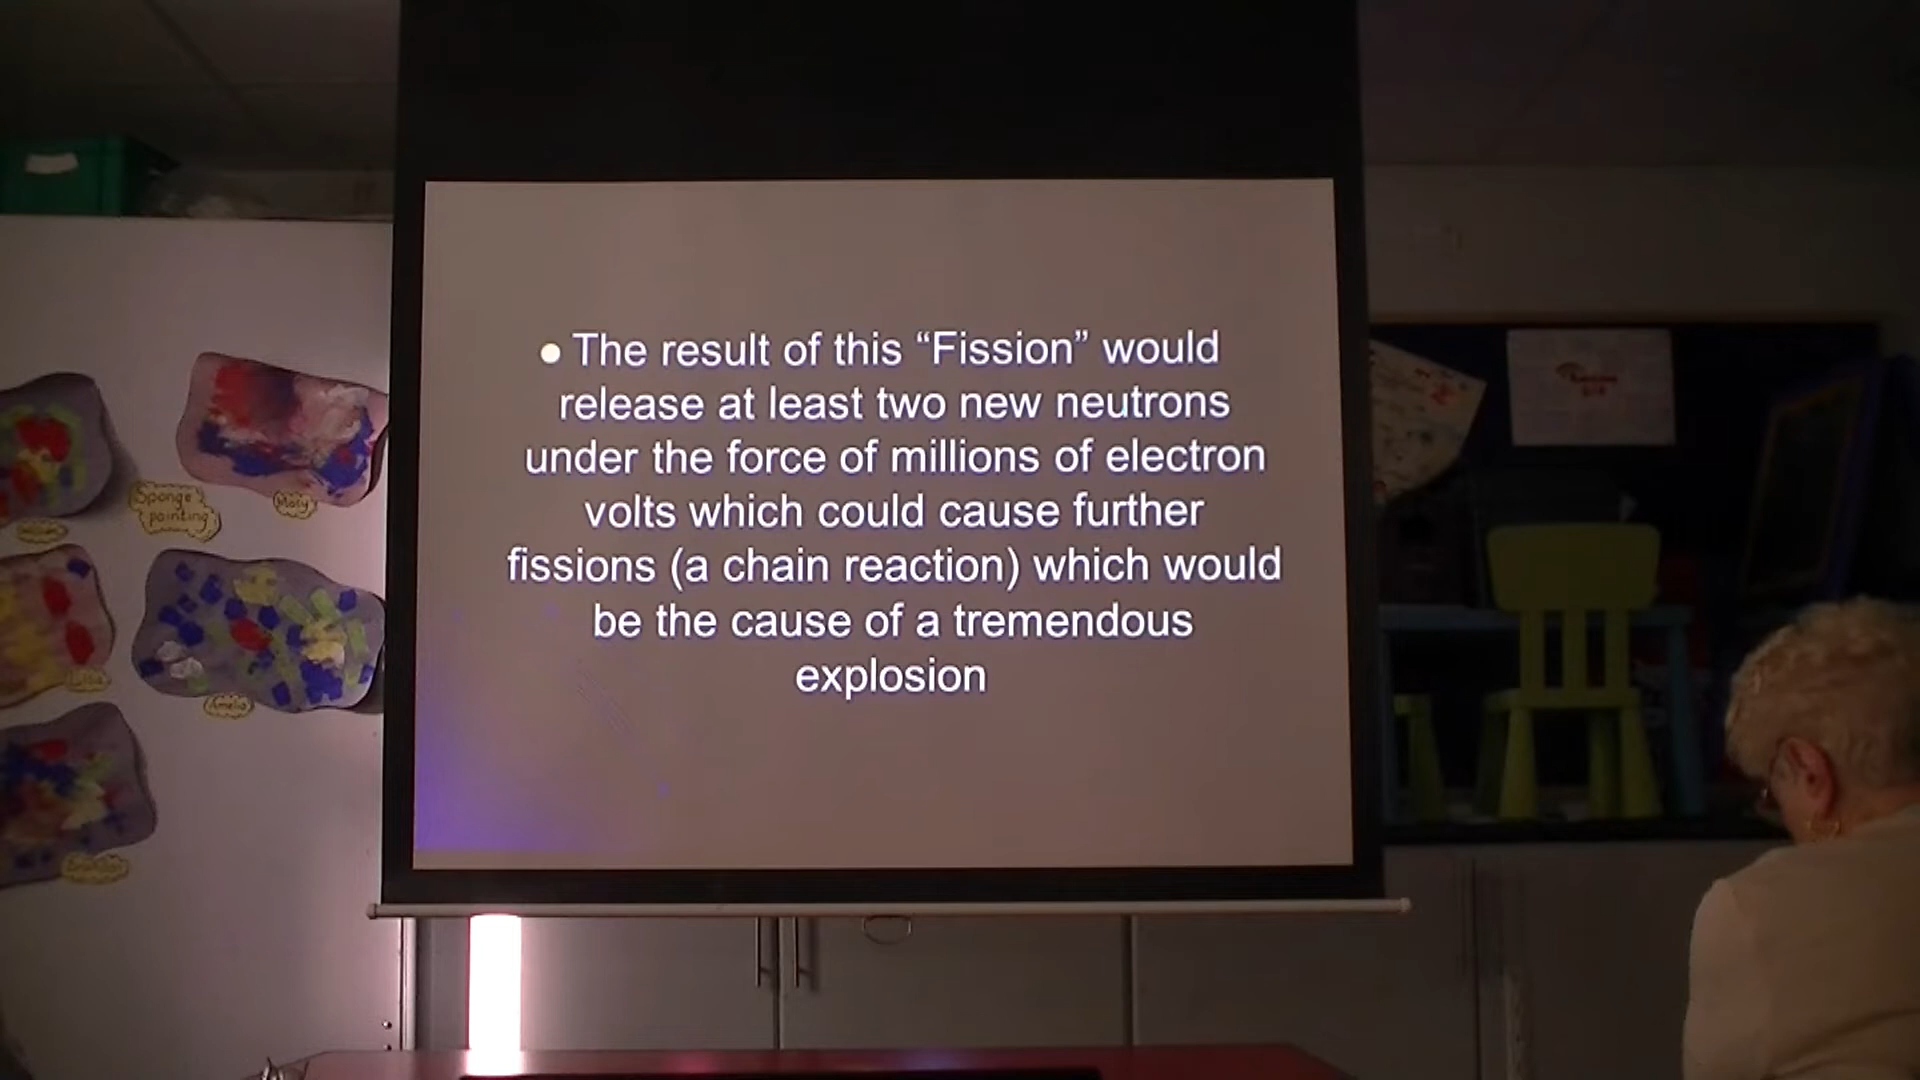 • The result of this “Fission” would
release at least two new neutrons
under the force of millions of electron
volts which could cause further
fissions (a chain reaction) which would
be the cause of a tremendous
explosion
Sponge
painting
Molly
Amelia